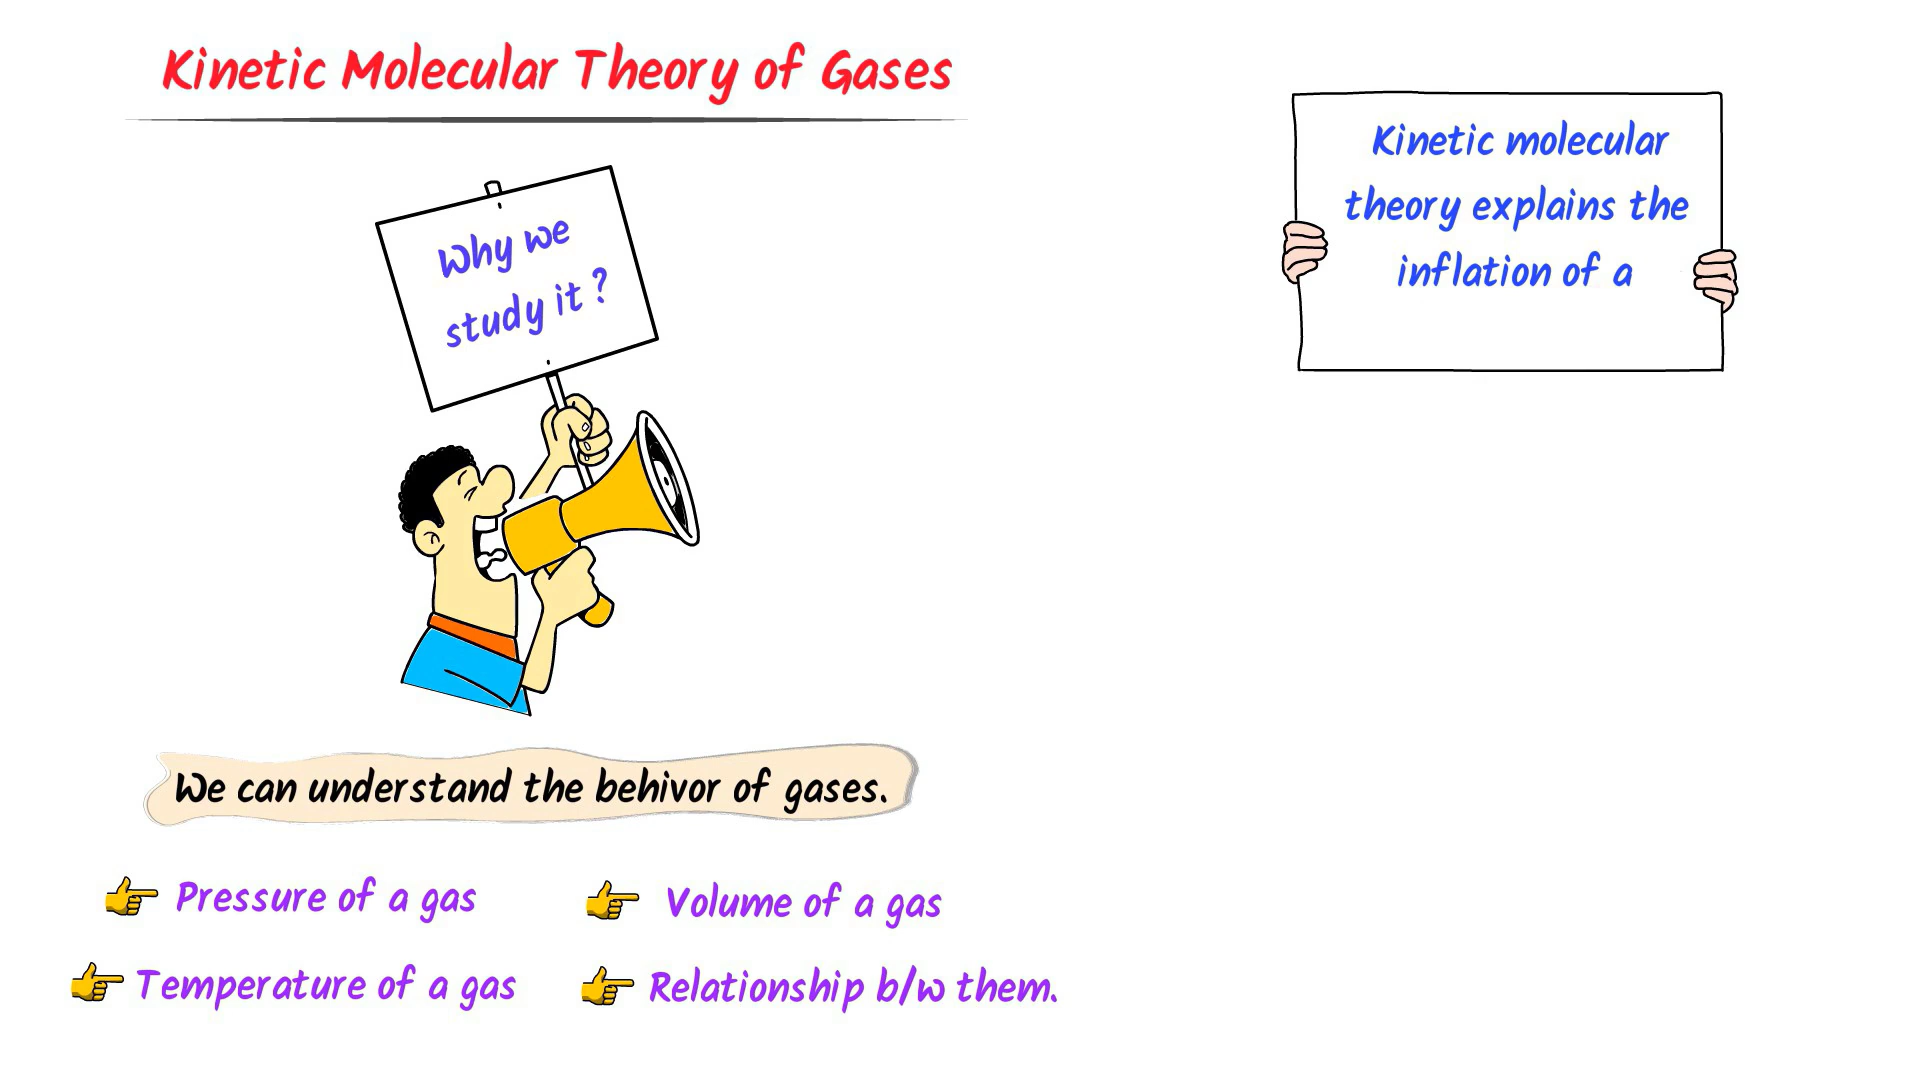 Kinetic Molecular Theory of Gases
Why we
study it ?
We can understand the behivor of gases.
Pressure of a gas
Volume of a gas
Temperature of a gas
Relationship b/w them.
Kinetic molecular
theory explains the
inflation of a